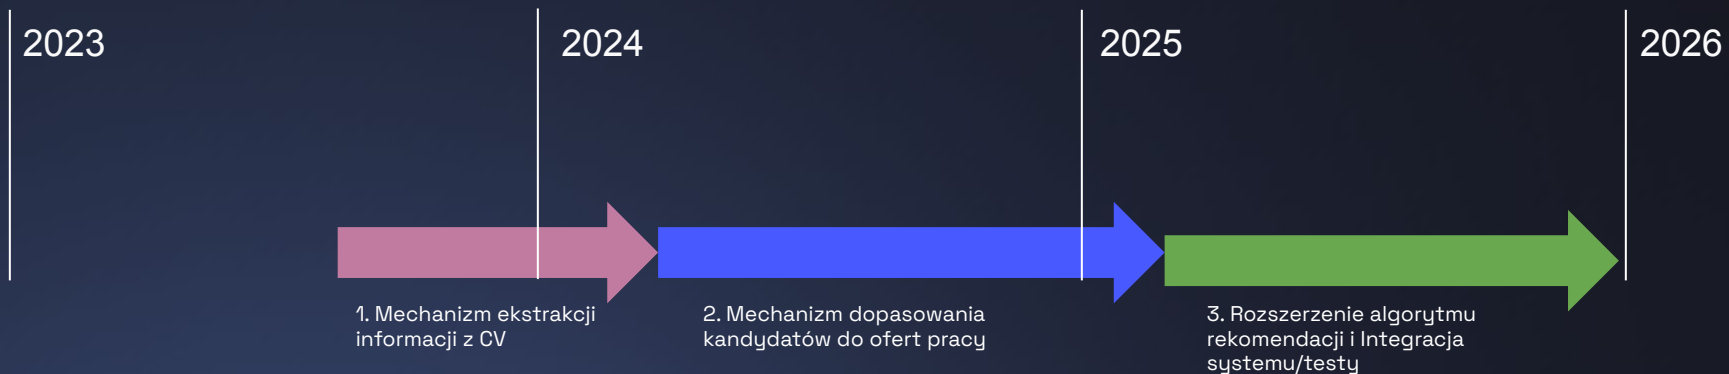 2023
2024
2025
2026
1. Mechanizm ekstrakcji
informacji z CV
2. Mechanizm dopasowania
kandydatów do ofert pracy
3. Rozszerzenie algorytmu
rekomendacji i Integracja
systemu/testy